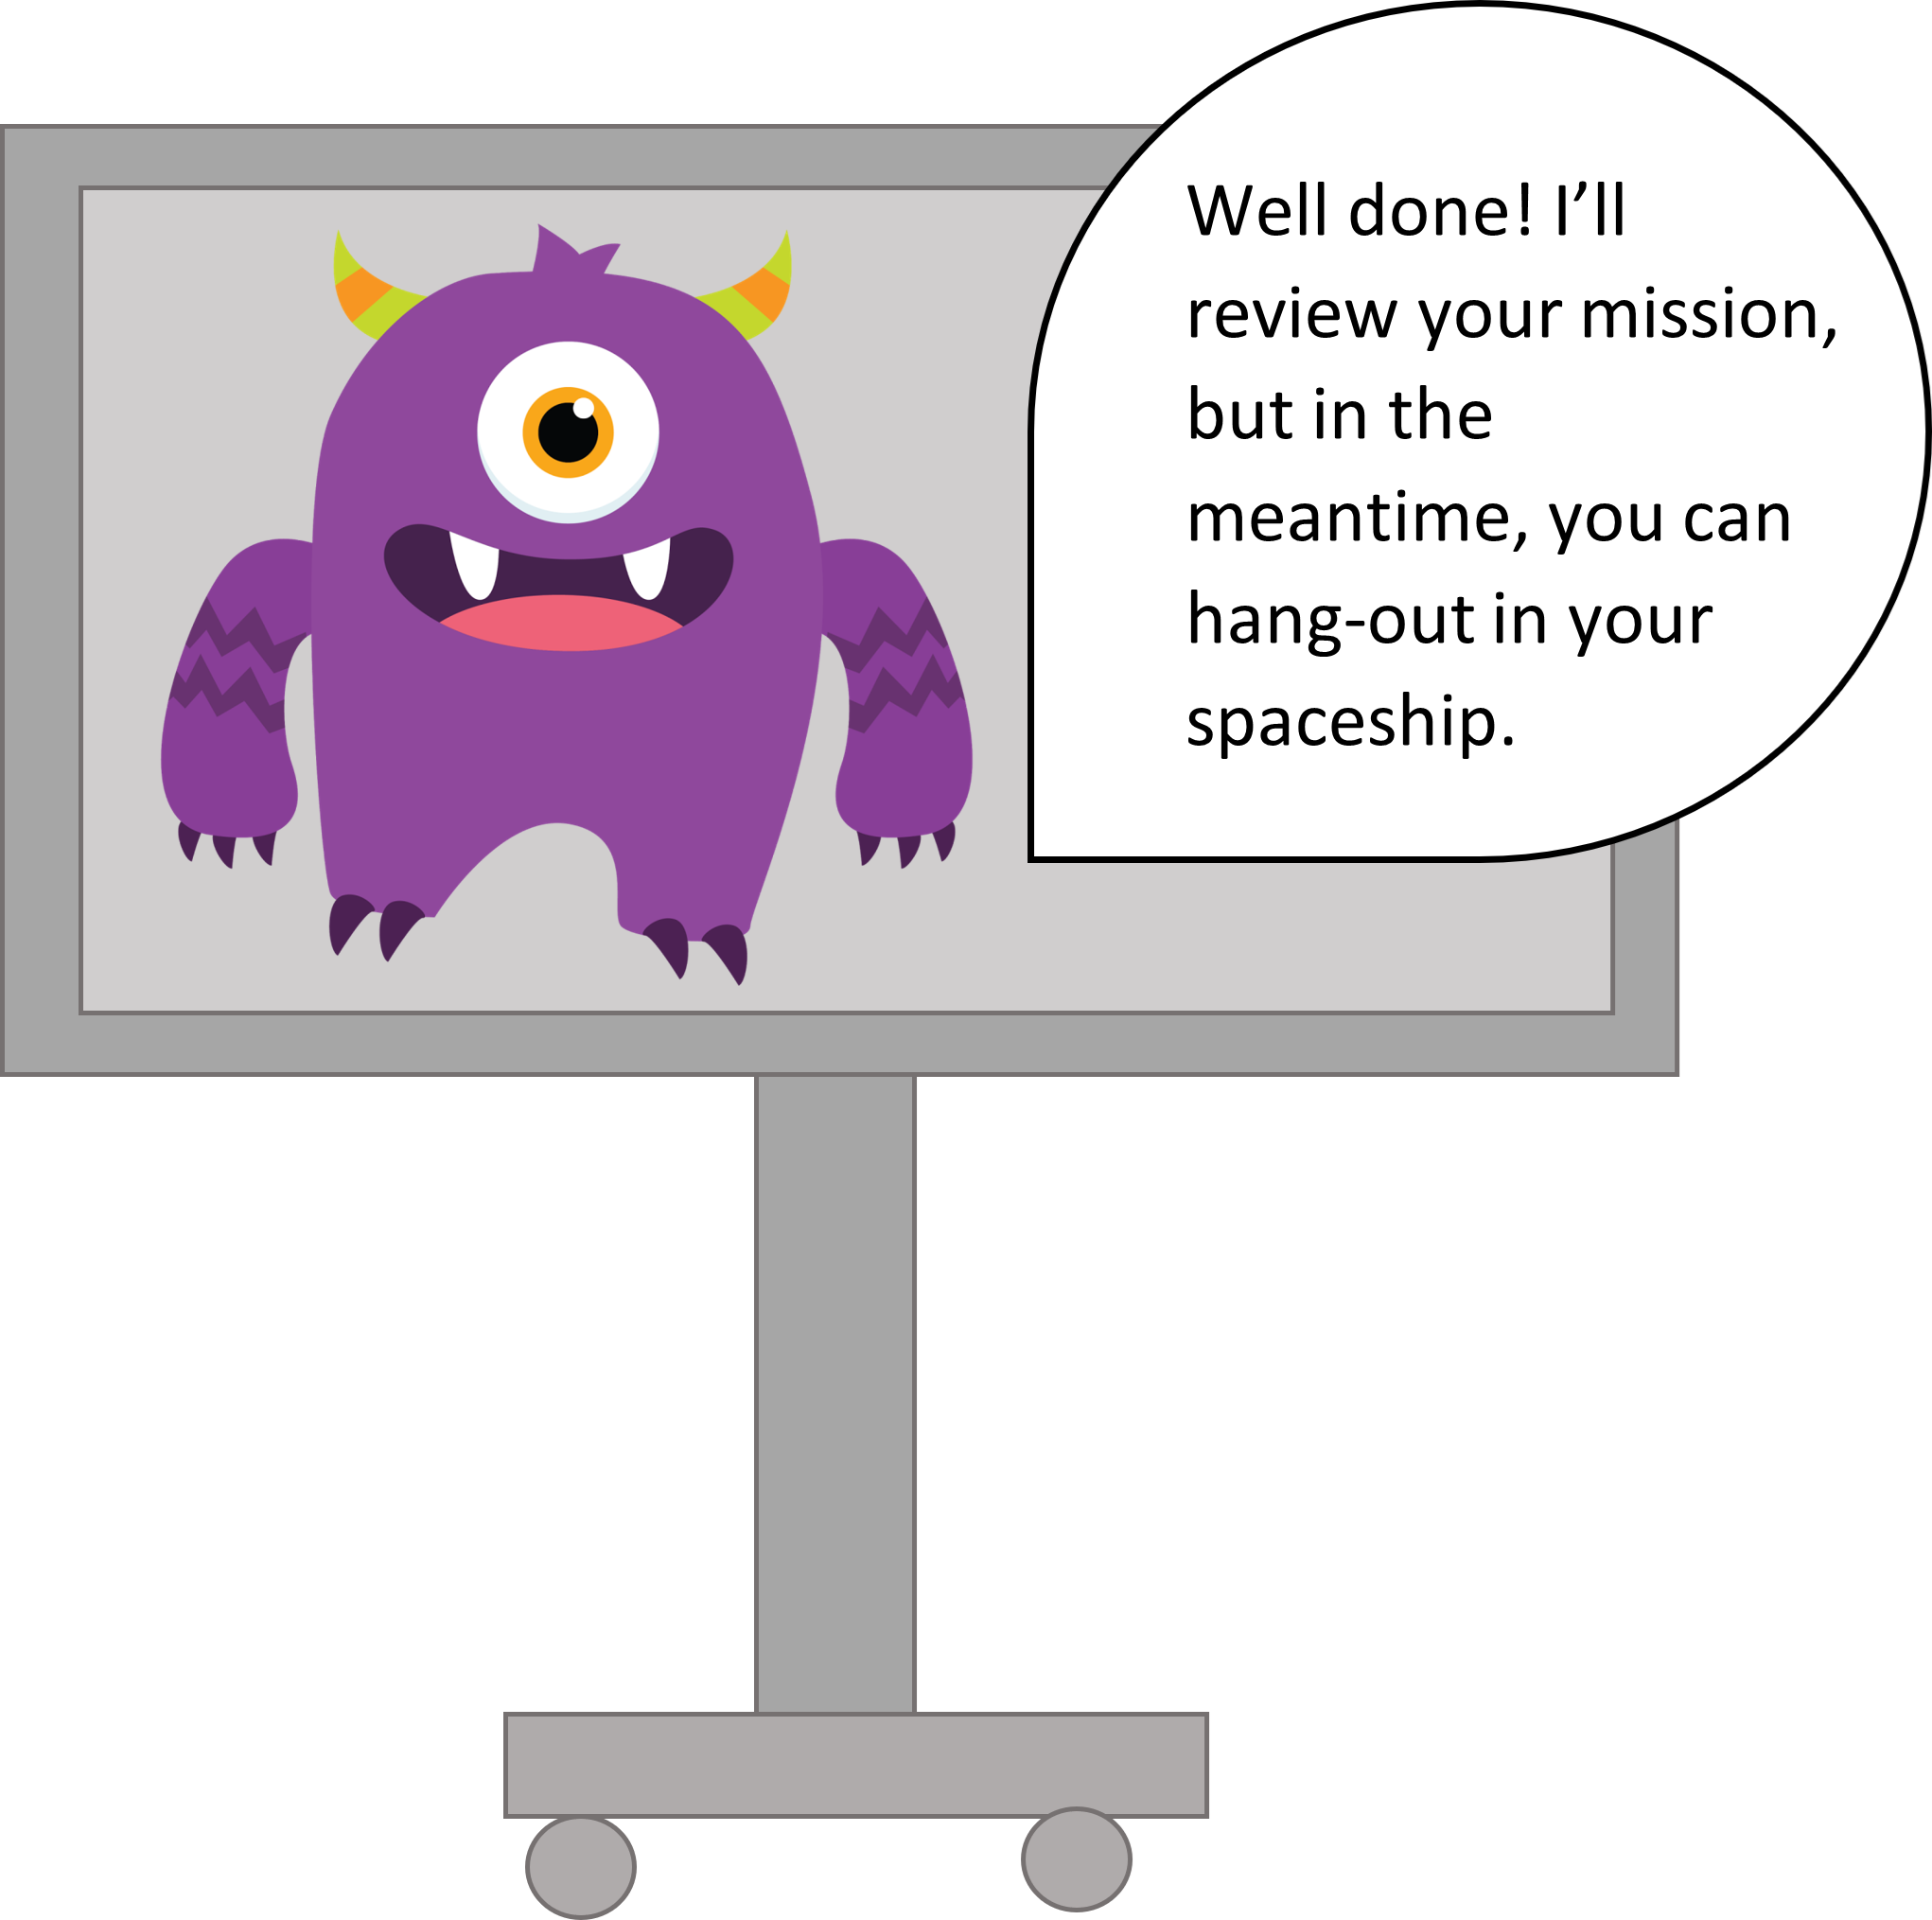 Well done! I’ll
review your mission,
but in the
meantime, you can
hang-out in your
spaceship.